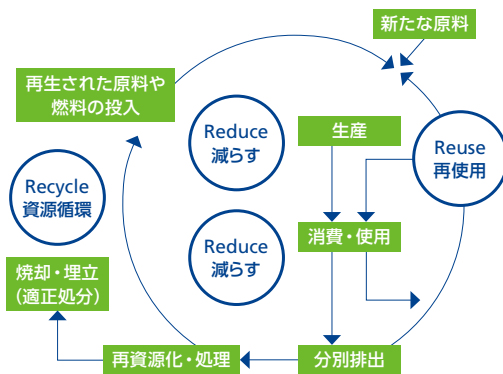 新たな原料
再生された原料や
燃料の投入
Reduce
減らす
生産
Reuse
再使用
Recycle
資源循環
Reduce
減らす
消費・使用
焼却・埋立
（適正処分）
再資源化・処理
分別排出